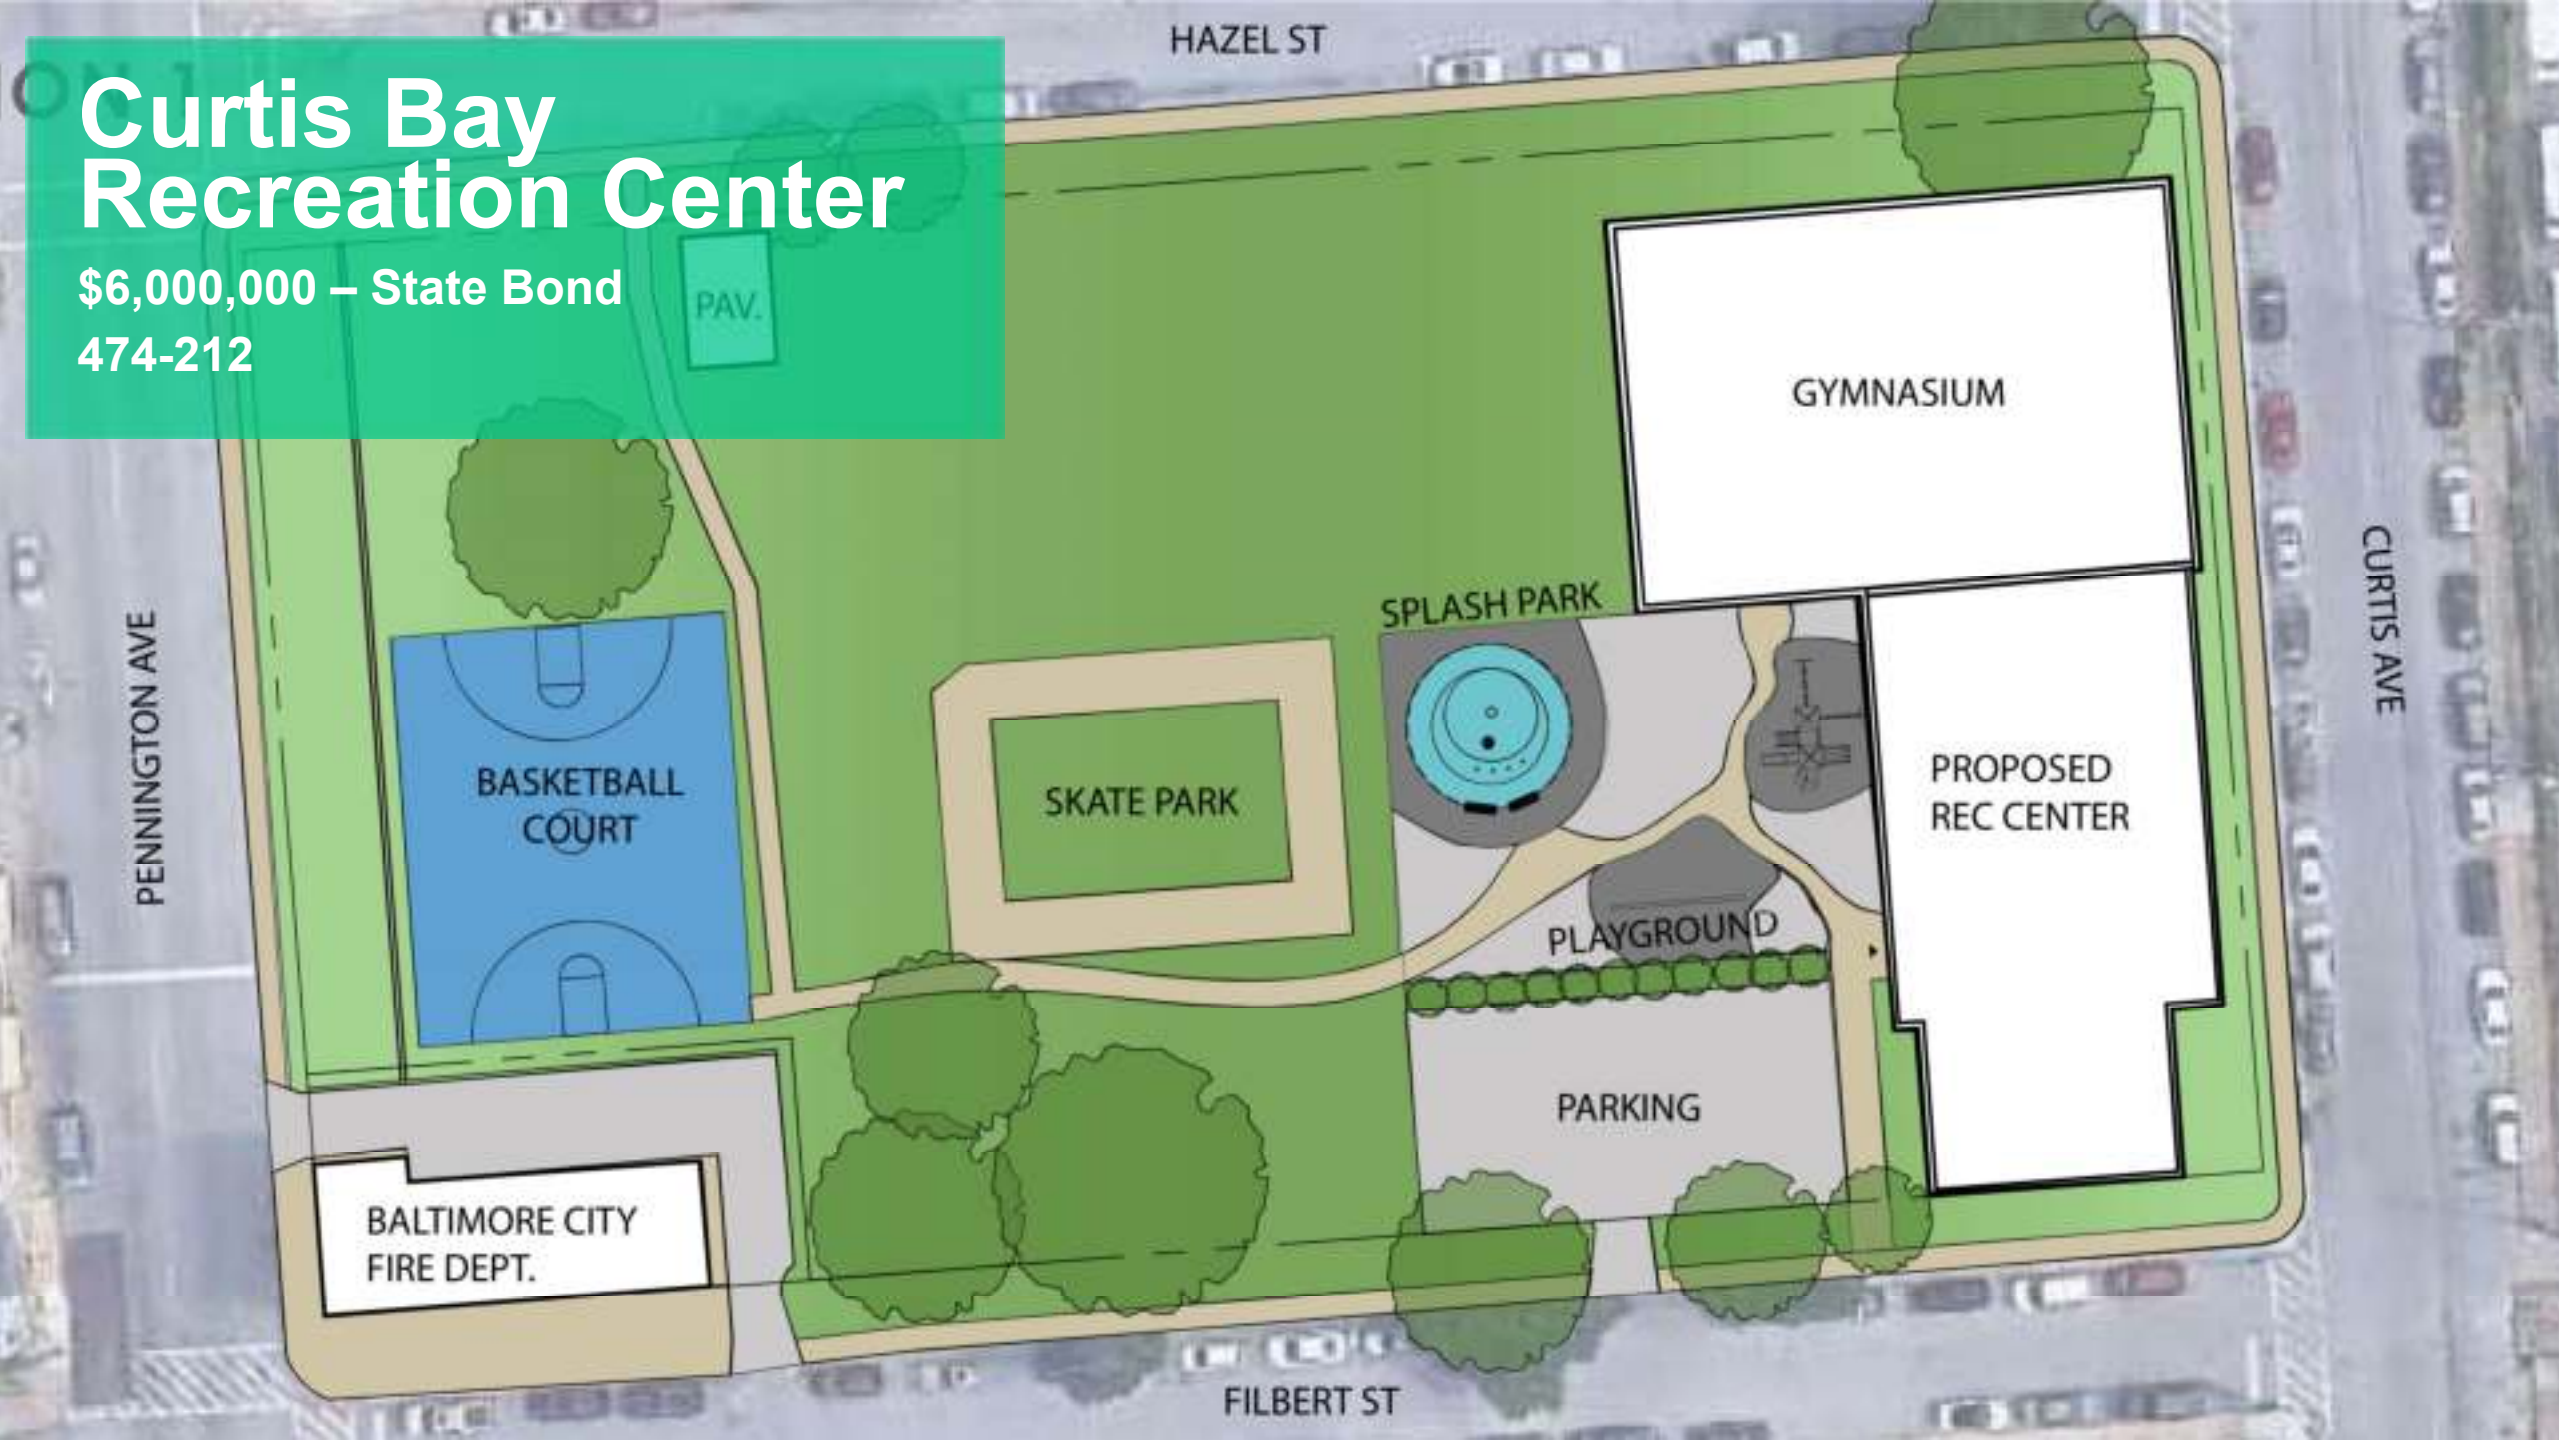 Curtis Bay
Recreation Center
$6,000,000 – State Bond
474-212
HAZEL ST
PAV.
GYMNASIUM
CURTIS AVE
SPLASH PARK
PENNINGTON AVE
BASKETBALL
COURT
SKATE PARK
PROPOSED
REC CENTER
PLAYGROUND
PARKING
BALTIMORE CITY
FIRE DEPT.
FILBERT ST